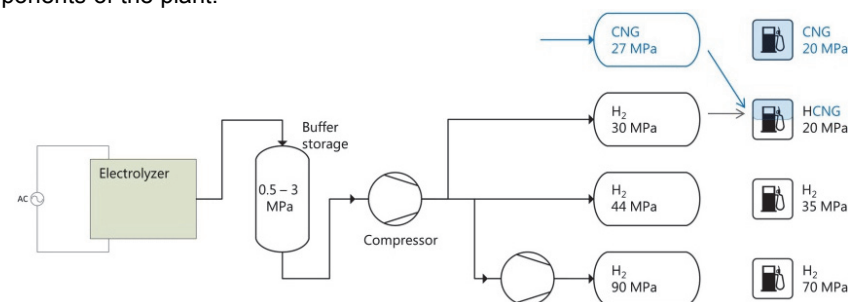 ponents of the plant.
CNG
27 MPa
CNG
20 MPa
Buffer
storage
H2
30 MPa
HCNG
20 MPa
Electrolyzer
AC
0.5 – 3
MPa
H2
44 MPa
H2
35 MPa
Compressor
H2
90 MPa
H2
70 MPa